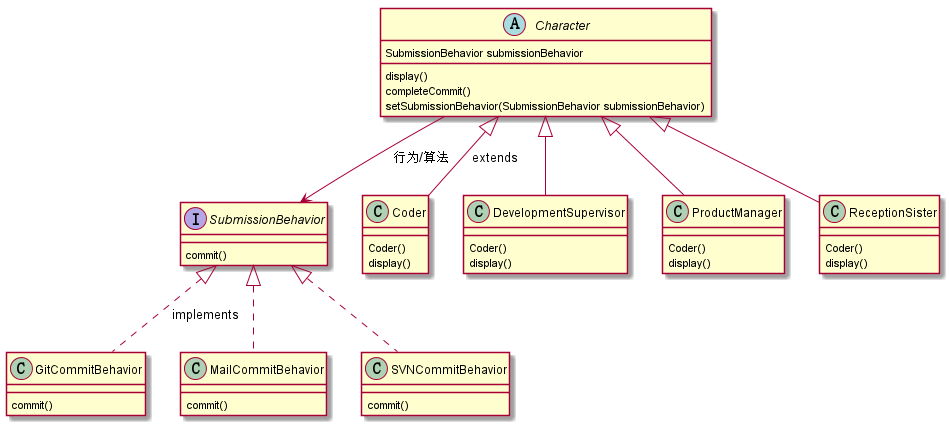 A Character
SubmissionBehavior submissionBehavior
display()
completeCommit()
setSubmissionBehavior(SubmissionBehavior submissionBehavior)
行为/算法
extends
I SubmissionBehavior
commit()
C Coder
Coder()
display()
C DevelopmentSupervisor
Coder()
display()
C ProductManager
Coder()
display()
C ReceptionSister
Coder()
display()
implements
C GitCommitBehavior
commit()
C MailCommitBehavior
commit()
C SVNCommitBehavior
commit()